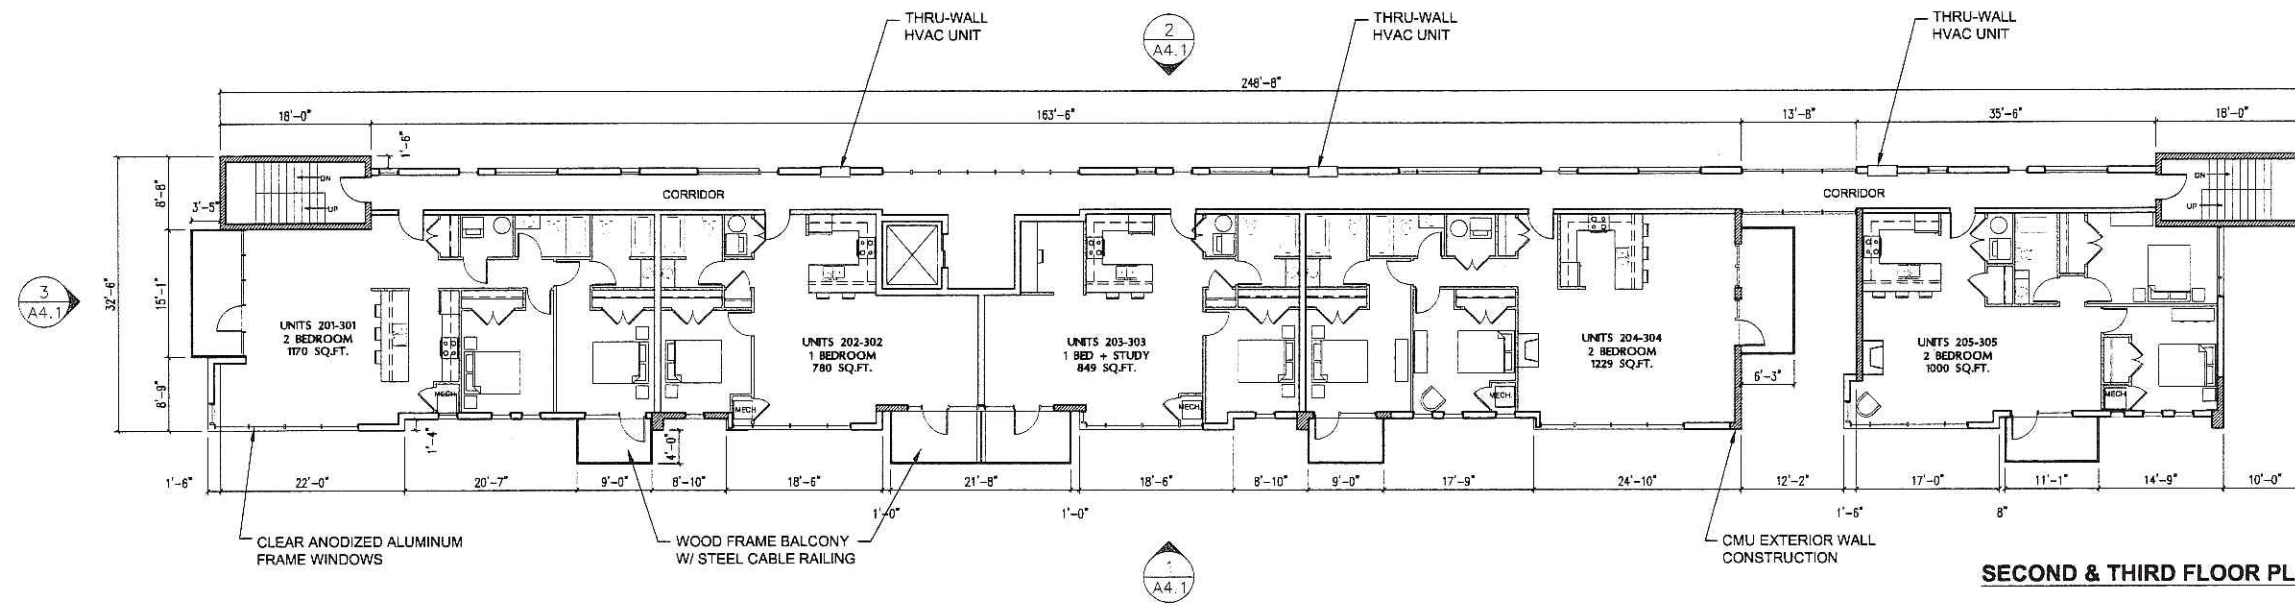 THRU-WALL
HVAC UNIT
THRU-WALL
HVAC UNIT
THRU-WALL
HVAC UNIT
2
A4.1
248'-8"
18'-0"
163'-6"
13'-8"
35'-6"
18'-0"
1'-6"
DN
UP
CORRIDOR
CORRIDOR
DN
UP
8'-8"
3'-5"
32'-6"
15'-1"
8'-9"
3
A4.1
UNITS 201-301
2 BEDROOM
1170 SQ.FT.
UNITS 202-302
1 BEDROOM
780 SQ.FT.
UNITS 203-303
1 BED + STUDY
849 SQ.FT.
UNITS 204-304
2 BEDROOM
1229 SQ.FT.
UNITS 205-305
2 BEDROOM
1000 SQ.FT.
6'-3"
MECH.
MECH.
MECH.
MECH.
MECH
1'-4"
4'-0"
1'-6"
22'-0"
20'-7"
9'-0"
8'-10"
18'-6"
1'-0"
21'-8"
1'-0"
18'-6"
8'-10"
9'-0"
17'-9"
24'-10"
12'-2"
1'-6"
17'-0"
8"
11'-1"
14'-9"
10'-0"
CLEAR ANODIZED ALUMINUM
FRAME WINDOWS
WOOD FRAME BALCONY
W/ STEEL CABLE RAILING
1
A4.1
CMU EXTERIOR WALL
CONSTRUCTION
SECOND & THIRD FLOOR PL